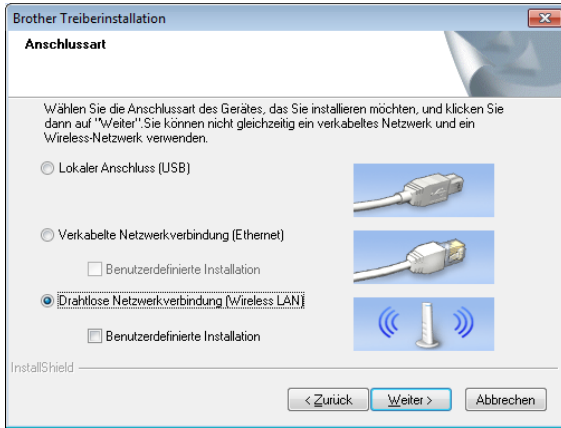 Brother Treiberinstallation
Anschlussart
Wählen Sie die Anschlussart des Gerätes, das Sie installieren möchten, und klicken Sie
dann auf "Weiter".Sie können nicht gleichzeitig ein verkabeltes Netzwerk und ein
Wireless-Netzwerk verwenden.
Lokaler Anschluss (USB)
Verkabelte Netzwerkverbindung (Ethernet)
Benutzerdefinierte Installation
Drahtlose Netzwerkverbindung (Wireless LAN)
Benutzerdefinierte Installation
InstallShield
< Zurück Weiter > Abbrechen